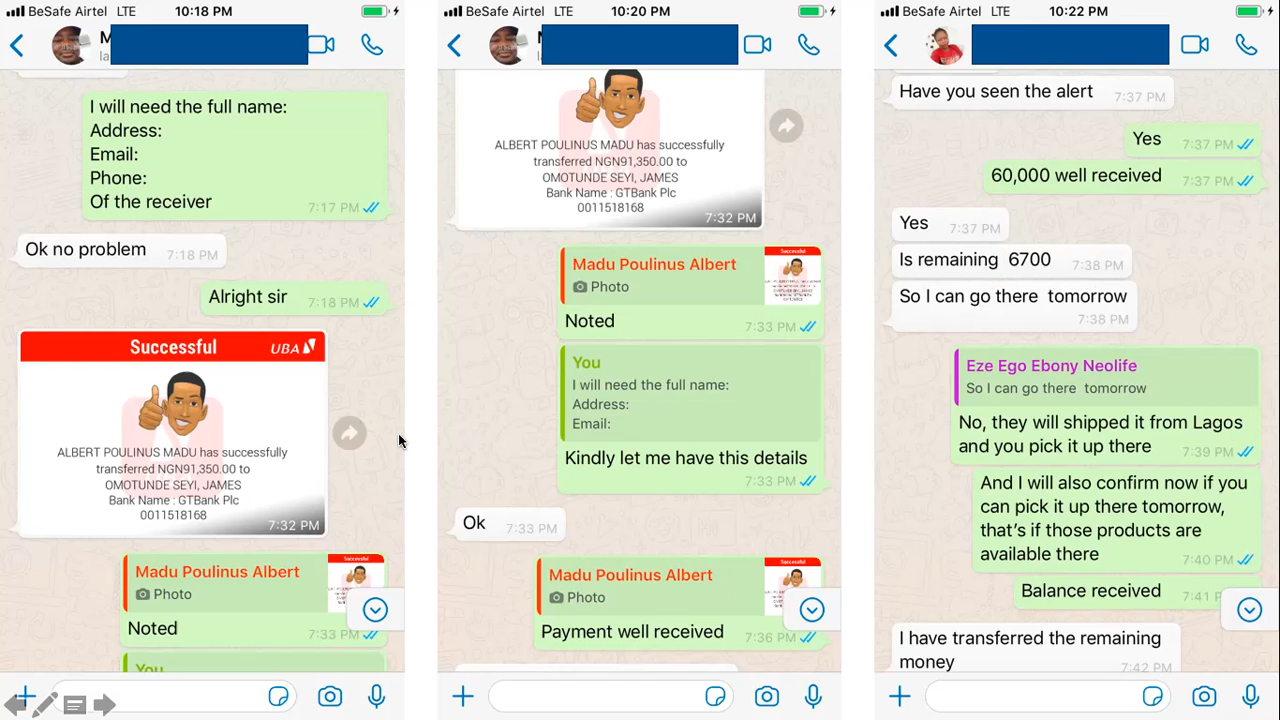 BeSafe Airtel LTE 10:18 PM
I will need the full name:
Address:
Email:
Phone:
Of the receiver
7:17 PM
Ok no problem 7:18 PM
Alright sir 7:18 PM
Successful UBA
ALBERT POULINUS MADU has successfully
transferred NGN91,350.00 to
OMOTUNDE SEYI, JAMES
Bank Name : GTBank Plc
0011518168
7:32 PM
Madu Poulinus Albert
Photo
Noted 7:33 PM
You
BeSafe Airtel LTE 10:20 PM
ALBERT POULINUS MADU has successfully
transferred NGN91,350.00 to
OMOTUNDE SEYI, JAMES
Bank Name : GTBank Plc
0011518168
7:32 PM
Madu Poulinus Albert
Photo
Successful
Noted 7:33 PM
You
I will need the full name:
Address:
Email:
Kindly let me have this details
7:33 PM
Ok 7:33 PM
Madu Poulinus Albert
Photo
Successful
Payment well received 7:36 PM
BeSafe Airtel LTE 10:22 PM
Have you seen the alert 7:37 PM
Yes 7:37 PM
60,000 well received 7:37 PM
Yes 7:37 PM
Is remaining 6700 7:38 PM
So I can go there tomorrow
7:38 PM
Eze Ego Ebony Neolife
So I can go there tomorrow
No, they will shipped it from Lagos
and you pick it up there 7:39 PM
And I will also confirm now if you
can pick it up there tomorrow,
that's if those products are
available there 7:40 PM
Balance received 7:41
I have transferred the remaining
money 7:42 PM